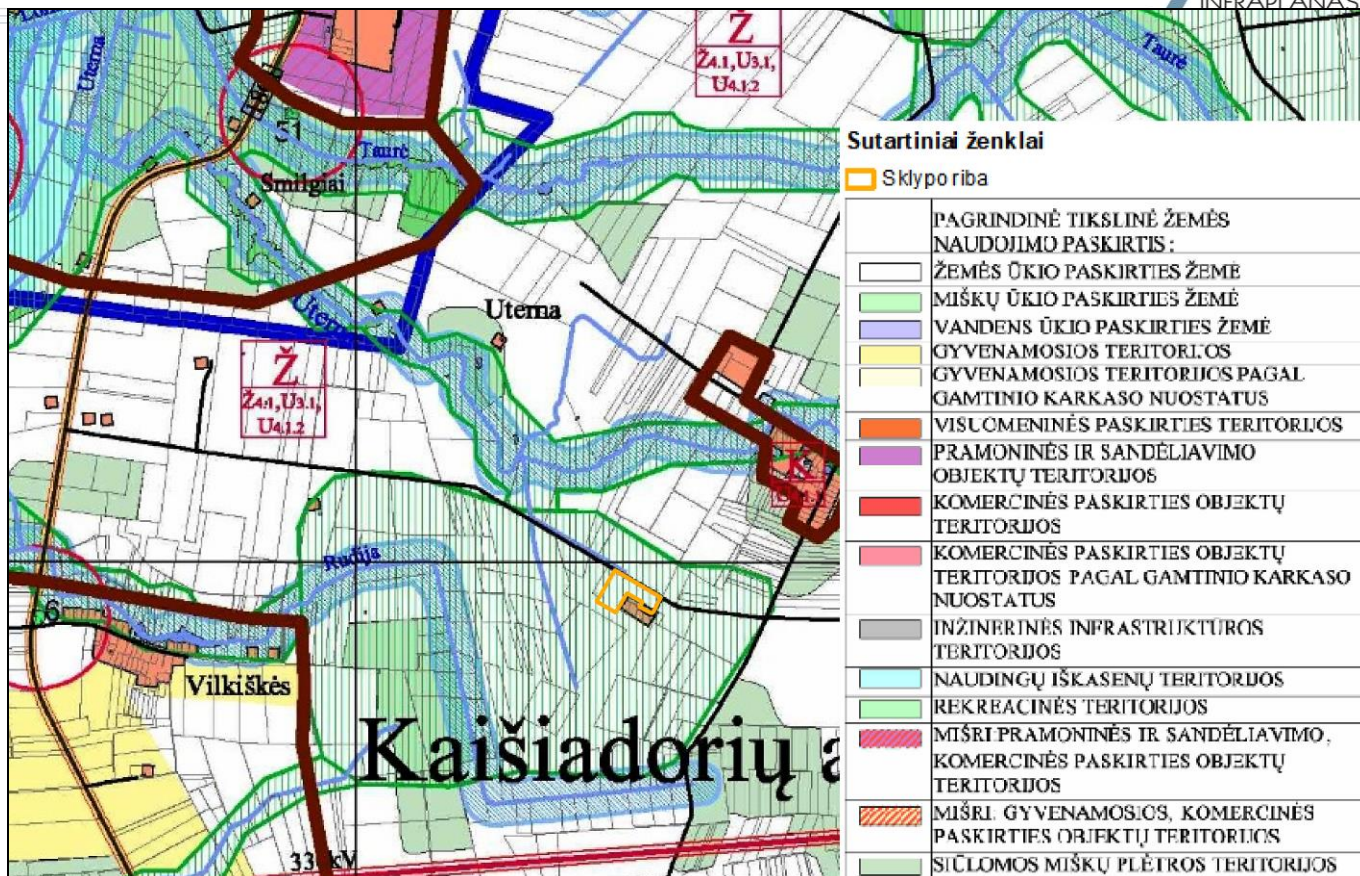 INFRAPLANAS
Utema
Ž
Ž4.1,U3.1,
U4.1.2
Taurė
51
Taurė
Smilgiai
Utema
Ž
Ž4.1,U3.1,
U4.1.2
Rudija
6
Vilkiškės
Kaišiadorių a
33 kV
Sutartiniai ženklai
Sklypo riba
PAGRINDINĖ TIKSLINĖ ŽEMĖS
NAUDOJIMO PASKIRTIS :
ŽEMĖS ŪKIO PASKIRTIES ŽEMĖ
MIŠKŲ ŪKIO PASKIRTIES ŽEMĖ
VANDENS ŪKIO PASKIRTIES ŽEMĖ
GYVENAMOSIOS TERITORIJOS
GYVENAMOSIOS TERITORIJOS PAGAL
GAMTINIO KARKASO NUOSTATUS
VISUOMENINĖS PASKIRTIES TERITORIJOS
PRAMONINĖS IR SANDĖLIAVIMO
OBJEKTŲ TERITORIJOS
KOMERCINĖS PASKIRTIES OBJEKTŲ
TERITORIJOS
KOMERCINĖS PASKIRTIES OBJEKTŲ
TERITORIJOS PAGAL GAMTINIO KARKASO
NUOSTATUS
INŽINERINĖS INFRASTRUKTŪROS
TERITORIJOS
NAUDINGŲ IŠKASENŲ TERITORIJOS
REKREACINĖS TERITORIJOS
MIŠRI PRAMONINĖS IR SANDĖLIAVIMO,
KOMERCINĖS PASKIRTIES OBJEKTŲ
TERITORIJOS
MIŠRI GYVENAMOSIOS, KOMERCINĖS
PASKIRTIES OBJEKTŲ TERITORIJOS
SIŪLOMOS MIŠKŲ PLĖTROS TERITORIJOS